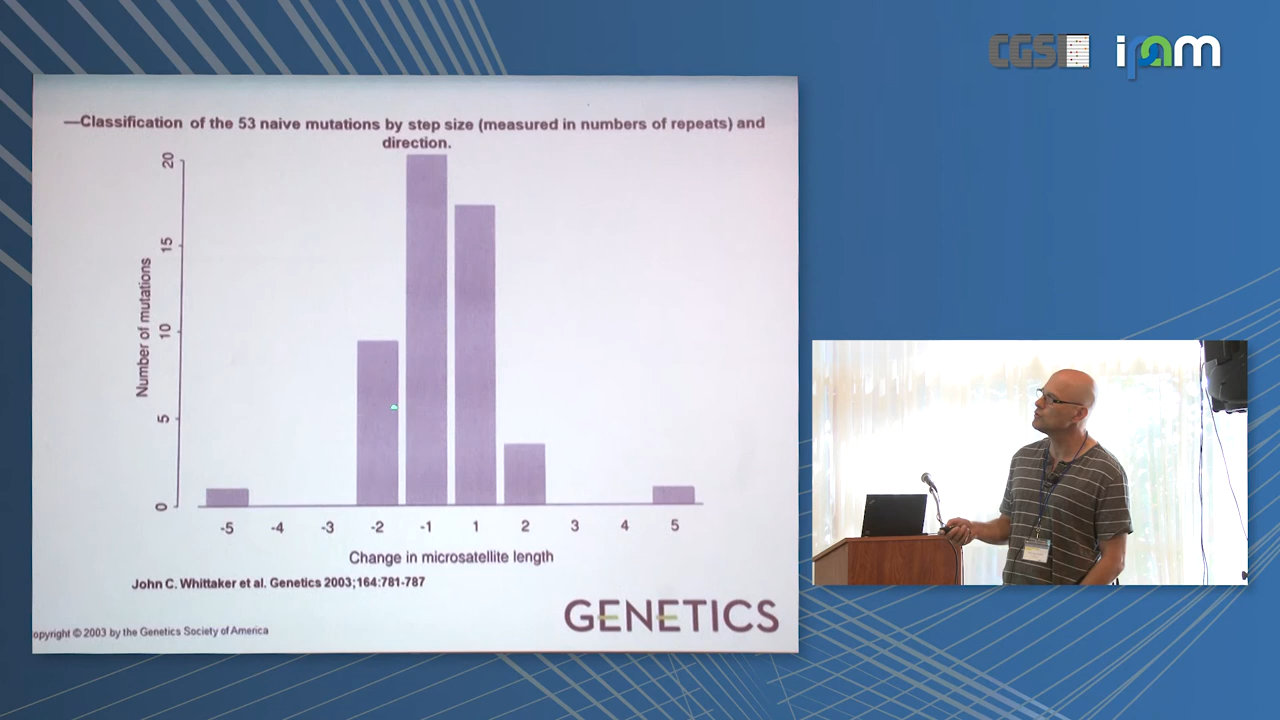 CGSI
ipam
—Classification of the 53 naive mutations by step size (measured in numbers of repeats) and
direction.
Number of mutations
20
15
10
5
0
-5 -4 -3 -2 -1 1 2 3 4 5
Change in microsatellite length
John C. Whittaker et al. Genetics 2003;164:781-787
opyright © 2003 by the Genetics Society of America
GENETICS